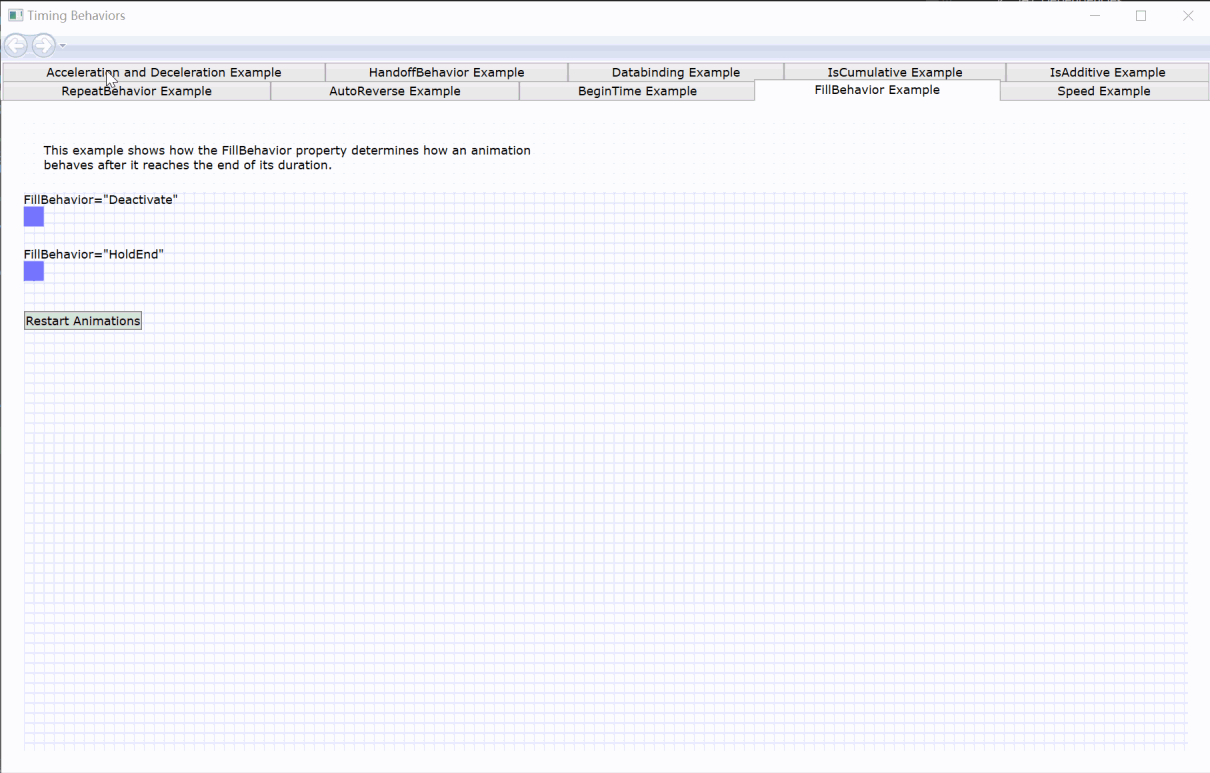 Timing Behaviors
Acceleration and Deceleration Example
HandoffBehavior Example
Databinding Example
IsCumulative Example
IsAdditive Example
RepeatBehavior Example
AutoReverse Example
BeginTime Example
FillBehavior Example
Speed Example
This example shows how the FillBehavior property determines how an animation
behaves after it reaches the end of its duration.
FillBehavior="Deactivate"
FillBehavior="HoldEnd"
Restart Animations